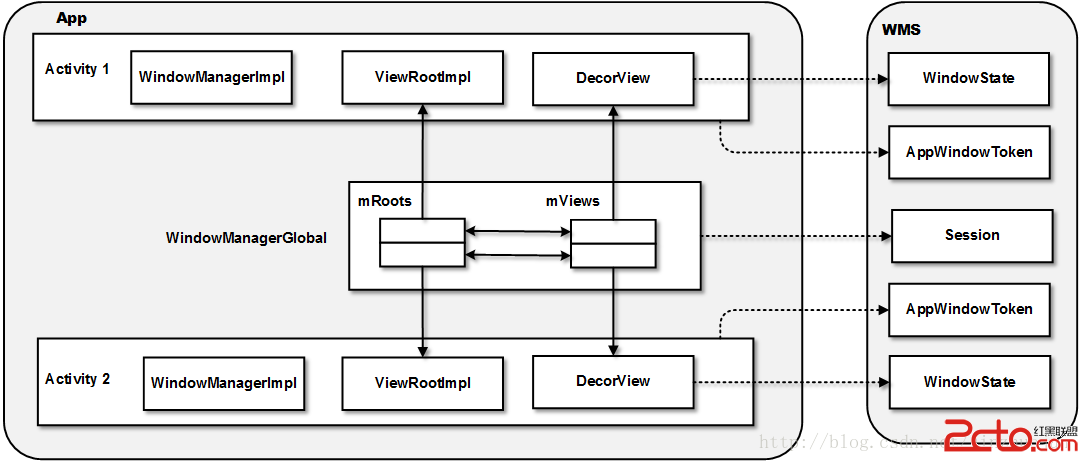 App
WMS
Activity 1
WindowManagerImpl
ViewRootImpl
DecorView
WindowState
AppWindowToken
mRoots
mViews
WindowManagerGlobal
Session
AppWindowToken
Activity 2
WindowManagerImpl
ViewRootImpl
DecorView
WindowState
http://blog.csdn.net/
2cto.com
红黑联盟